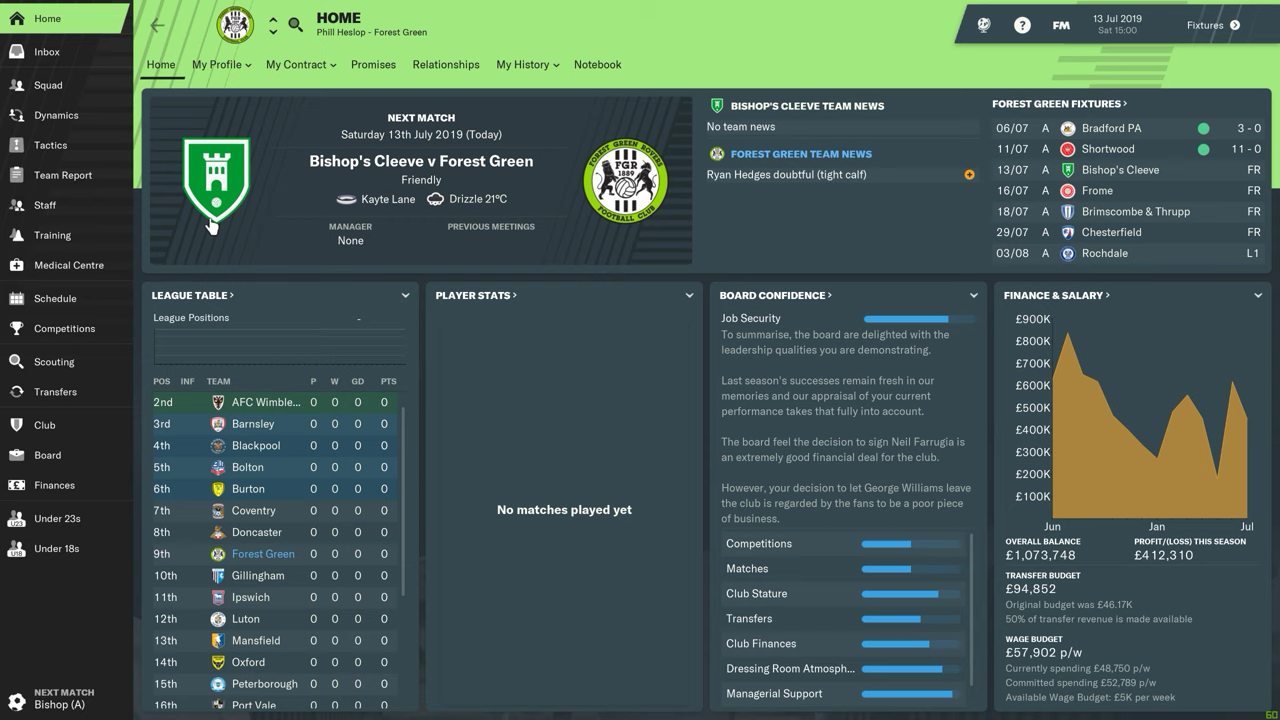 Home
Inbox
Squad
Dynamics
Tactics
Team Report
Staff
Training
Medical Centre
Schedule
Competitions
Scouting
Transfers
Club
Board
Finances
U23
Under 23s
U18
Under 18s
NEXT MATCH
Bishop (A)
HOME
Phill Heslop - Forest Green
?
FM
13 Jul 2019
Sat 15:00
Fixtures
Home
My Profile
My Contract
Promises
Relationships
My History
Notebook
NEXT MATCH
Saturday 13th July 2019 (Today)
Bishop's Cleeve v Forest Green
Friendly
Kayte Lane
Drizzle 21°C
MANAGER
PREVIOUS MEETINGS
None
FOREST GREEN ROVERS
FGR
1889
FOOTBALL CLUB
BISHOP'S CLEEVE TEAM NEWS
No team news
FOREST GREEN TEAM NEWS
Ryan Hedges doubtful (tight calf)
FOREST GREEN FIXTURES >
06/07 A Bradford PA 3 - 0
11/07 A Shortwood 11 - 0
13/07 A Bishop's Cleeve FR
16/07 A Frome FR
18/07 A Brimscombe & Thrupp FR
29/07 A Chesterfield FR
03/08 A Rochdale L1
LEAGUE TABLE >
League Positions -
POS INF TEAM P W GD PTS
2nd AFC Wimble... 0 0 0 0
3rd Barnsley 0 0 0 0
4th Blackpool 0 0 0 0
5th Bolton 0 0 0 0
6th Burton 0 0 0 0
7th Coventry 0 0 0 0
8th Doncaster 0 0 0 0
9th Forest Green 0 0 0 0
10th Gillingham 0 0 0 0
11th Ipswich 0 0 0 0
12th Luton 0 0 0 0
13th Mansfield 0 0 0 0
14th Oxford 0 0 0 0
15th Peterborough 0 0 0 0
16th Port Vale 0 0 0 0
PLAYER STATS >
No matches played yet
BOARD CONFIDENCE >
Job Security
To summarise, the board are delighted with the
leadership qualities you are demonstrating.
Last season's successes remain fresh in our
memories and our appraisal of your current
performance takes that fully into account.
The board feel the decision to sign Neil Farrugia is
an extremely good financial deal for the club.
However, your decision to let George Williams leave
the club is regarded by the fans to be a poor piece
of business.
Competitions
Matches
Club Stature
Transfers
Club Finances
Dressing Room Atmosph...
Managerial Support
FINANCE & SALARY >
£900K
£800K
£700K
£600K
£500K
£400K
£300K
£200K
£100K
Jun Jan Jul
OVERALL BALANCE
£1,073,748
PROFIT/(LOSS) THIS SEASON
£412,310
TRANSFER BUDGET
£94,852
Original budget was £46.17K
50% of transfer revenue is made available
WAGE BUDGET
£57,902 p/w
Currently spending £48,750 p/w
Committed spending £52,789 p/w
Available Wage Budget: £5K per week
60